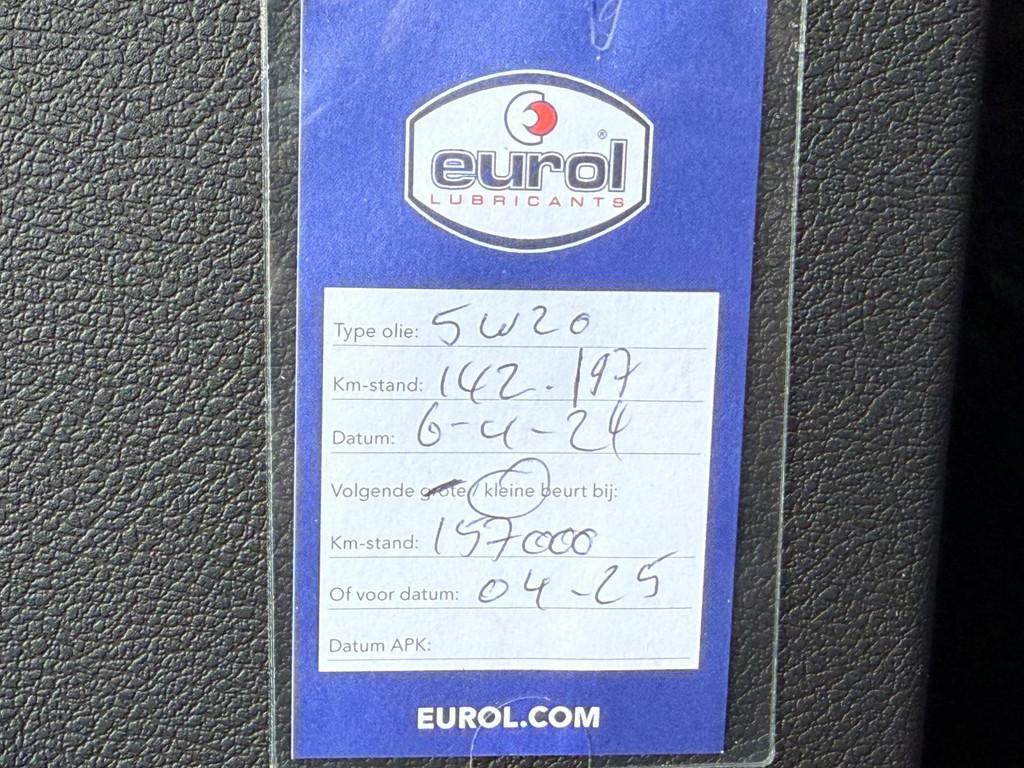 eurol®
LUBRICANTS
Type olie: 5W20
Km-stand: 142.197
Datum: 6-4-24
Volgende grote / kleine beurt bij:
Km-stand: 157000
Of voor datum: 04-25
Datum APK:
EUROL.COM